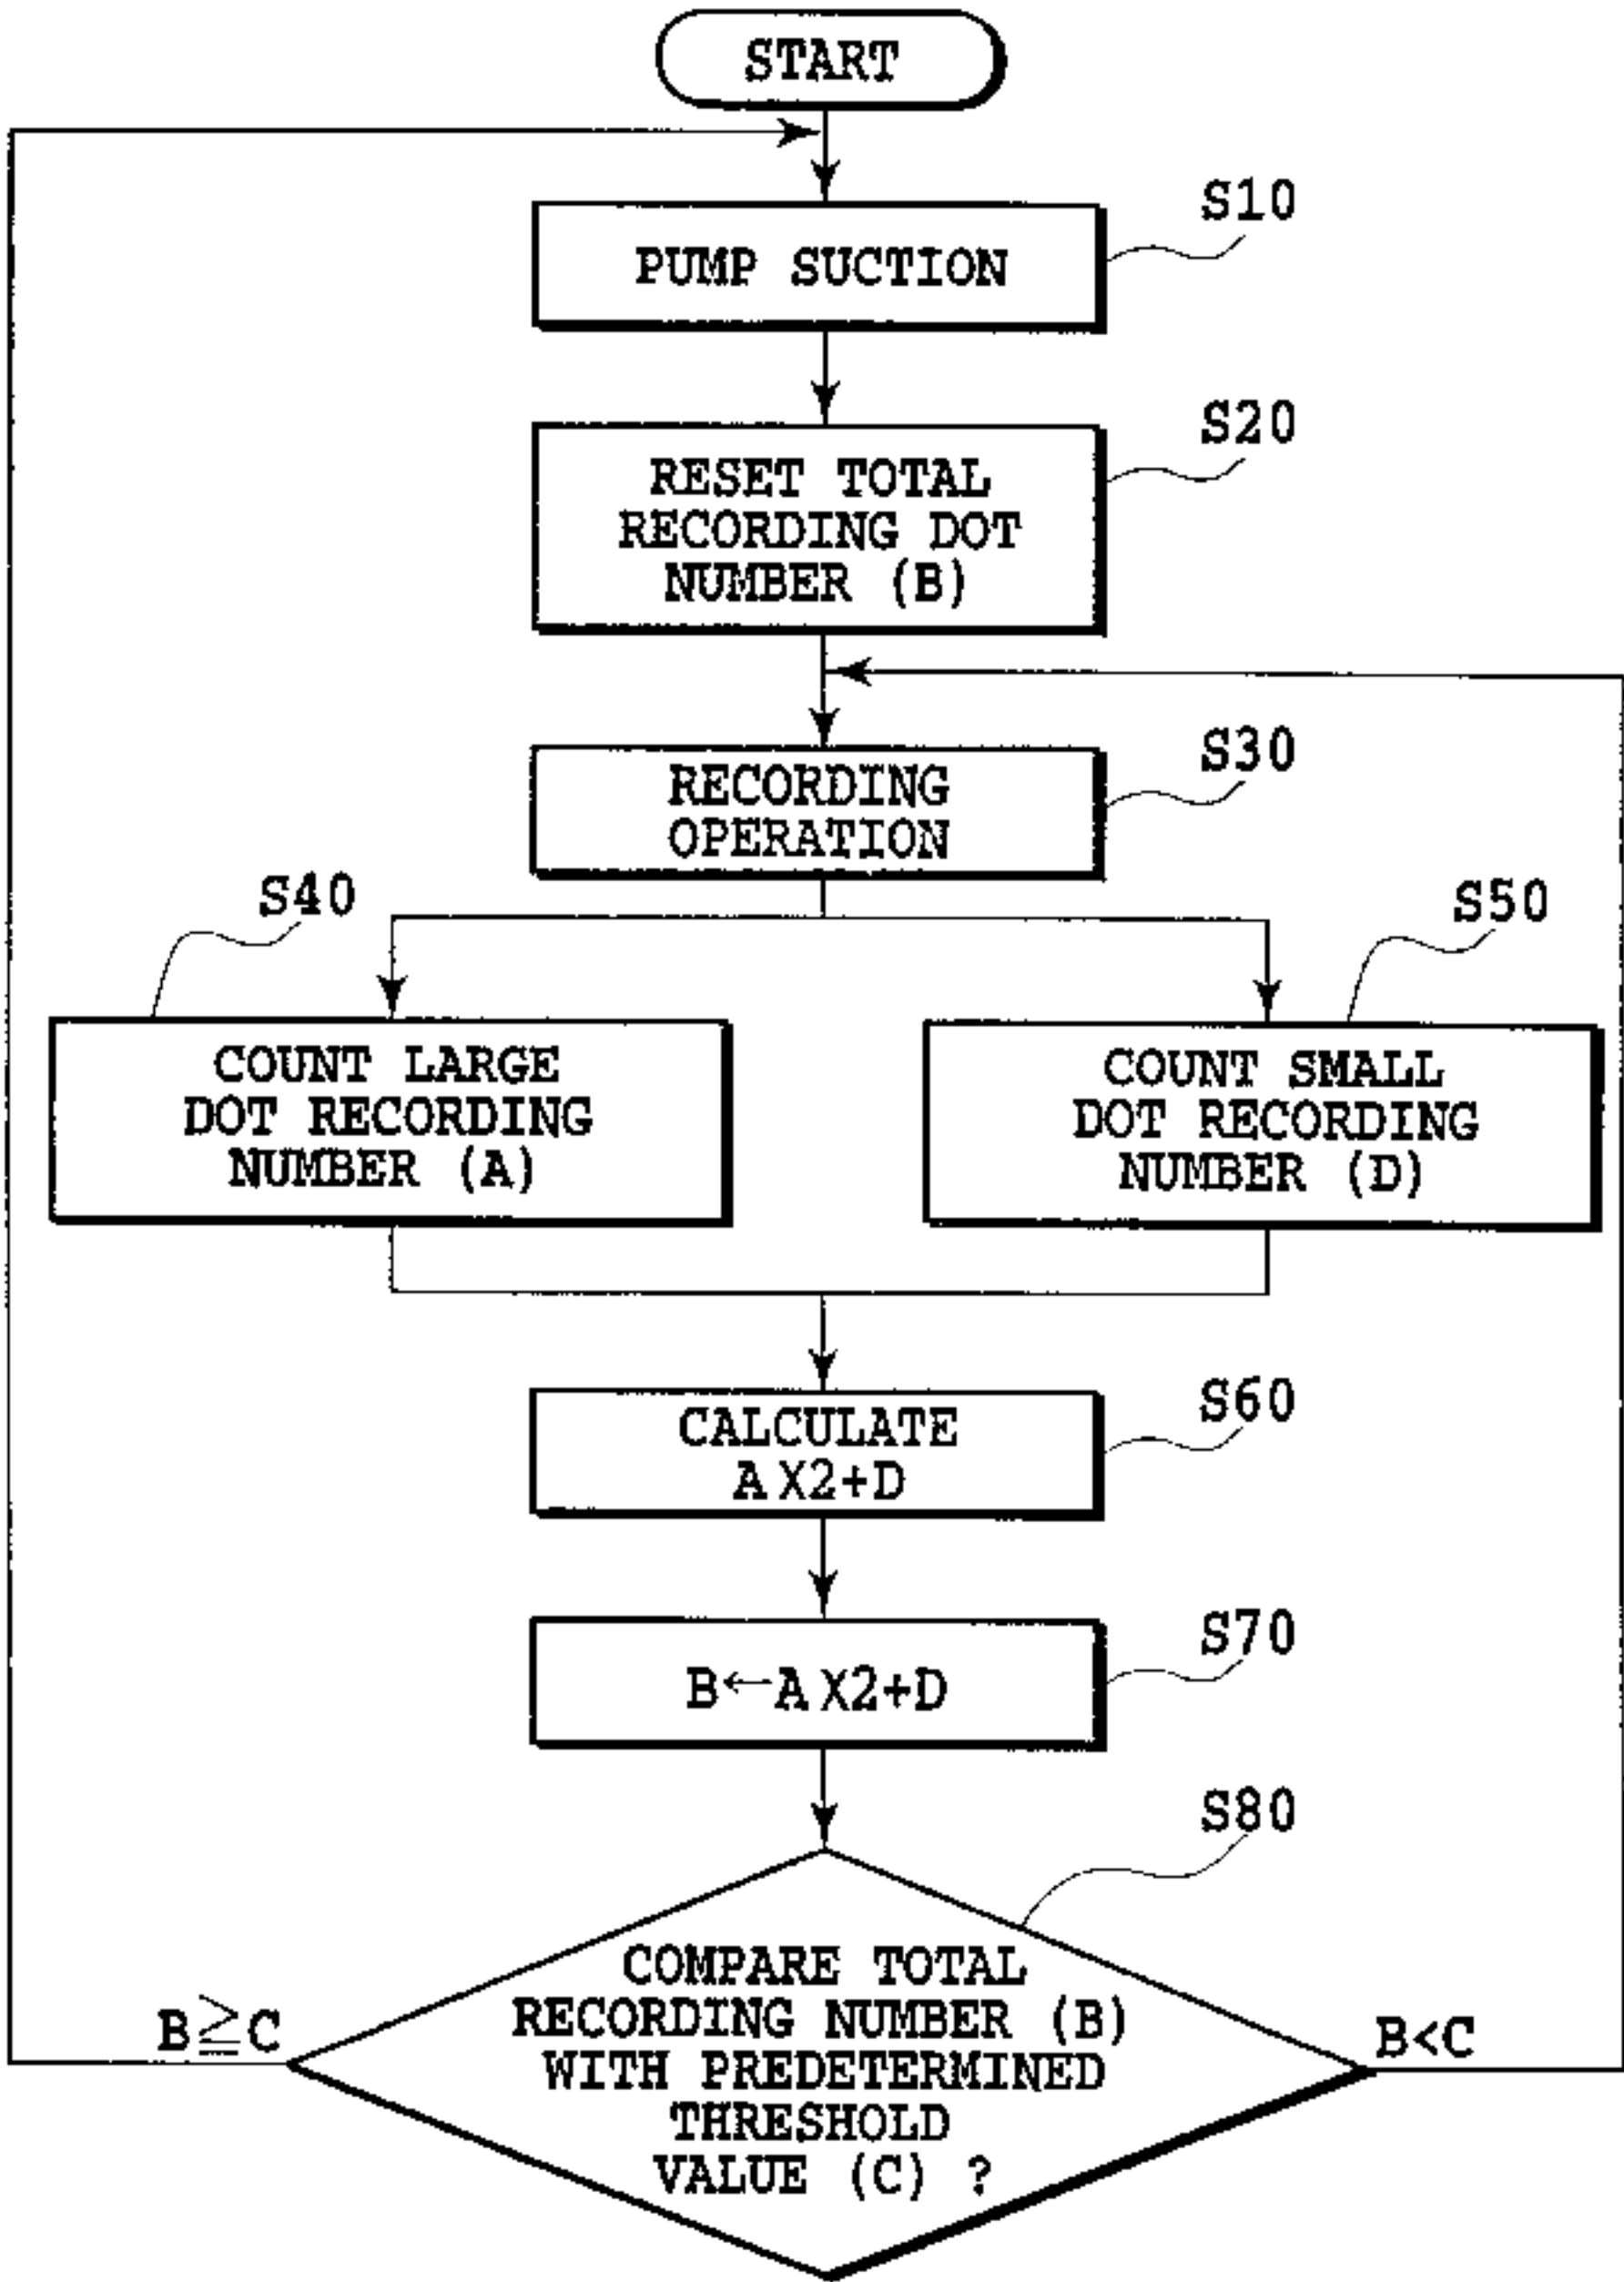 START
S10
PUMP SUCTION
S20
RESET TOTAL
RECORDING DOT
NUMBER (B)
S30
RECORDING
OPERATION
S40
S50
COUNT LARGE
DOT RECORDING
NUMBER (A)
COUNT SMALL
DOT RECORDING
NUMBER (D)
S60
CALCULATE
A X2+D
S70
B←A X2+D
S80
COMPARE TOTAL
RECORDING NUMBER (B)
WITH PREDETERMINED
THRESHOLD
VALUE (C) ?
B≧C
B<C